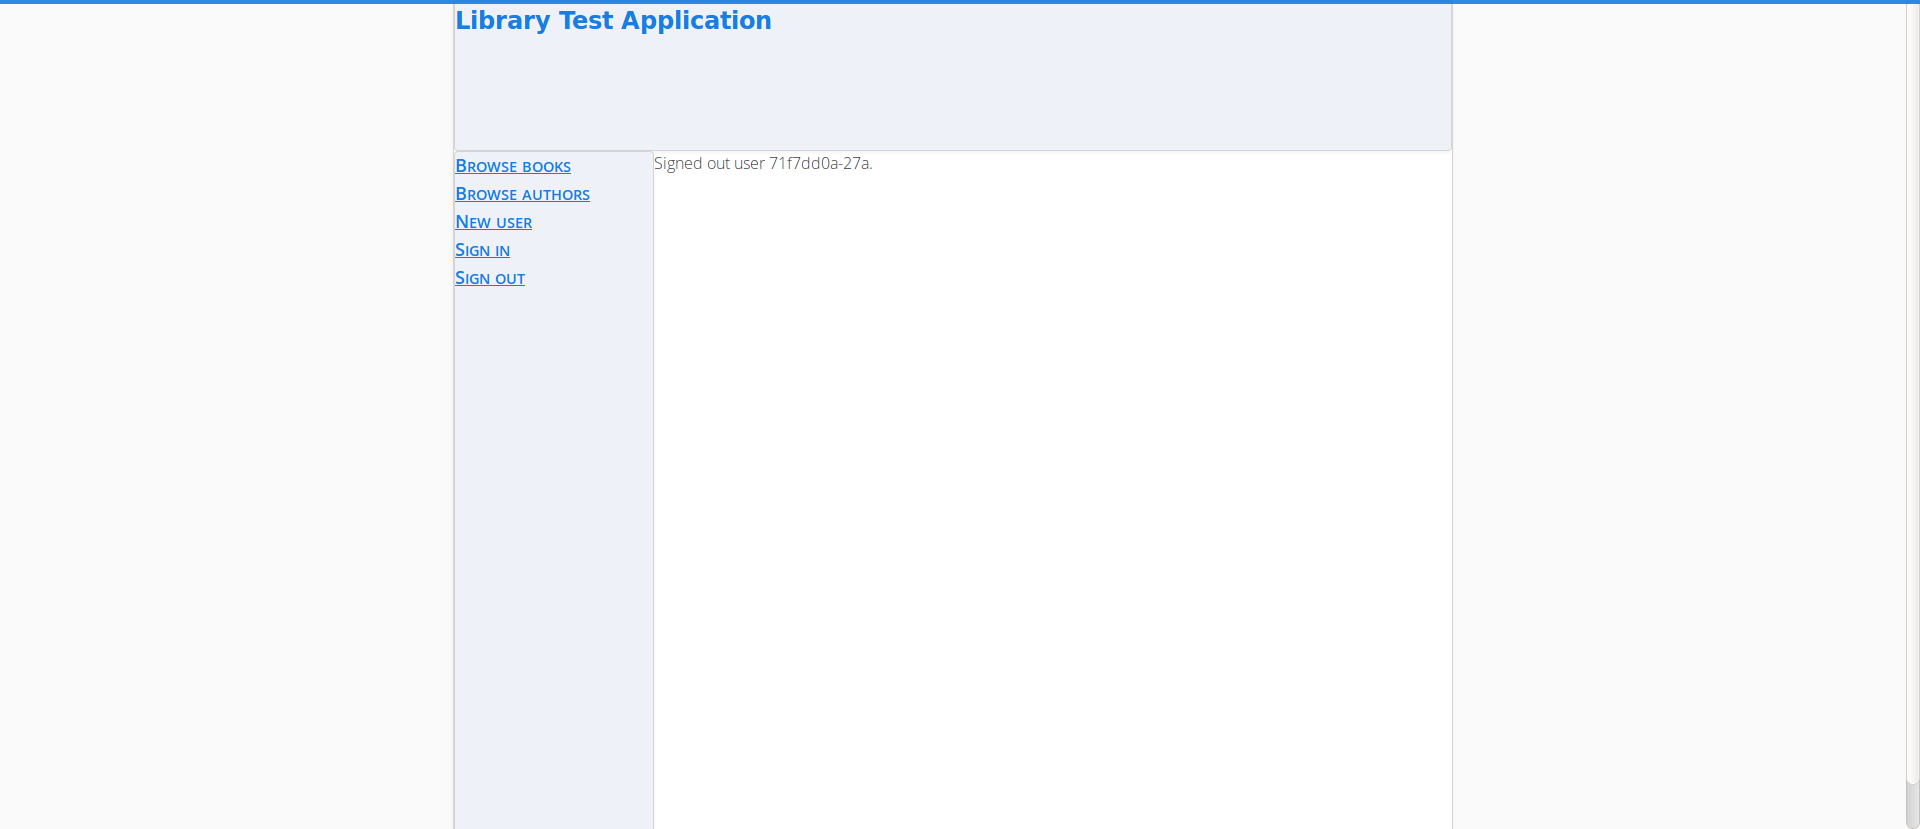 Library Test Application
Browse books
Signed out user 71f7dd0a-27a.
Browse authors
New user
Sign in
Sign out